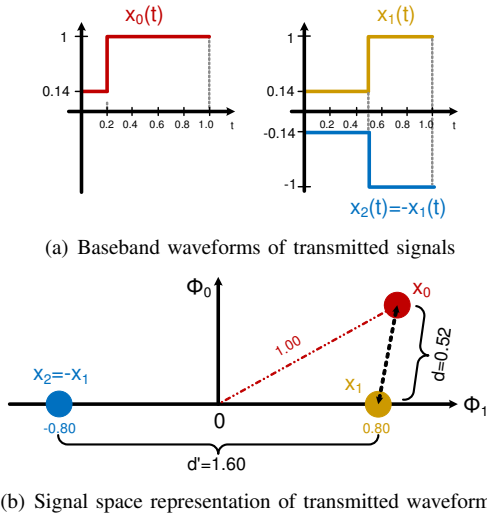 x0(t)
x1(t)
1
0.14
0.2 0.4 0.6 0.8 1.0 t
1
0.14
0.2 0.4 0.6 0.8 1.0 t
-0.14
-1
x2(t)=-x1(t)
(a) Baseband waveforms of transmitted signals
Φ0
x0
1.00
d=0.52
x2=-x1
x1
Φ1
-0.80
0
0.80
d'=1.60
(b) Signal space representation of transmitted waveform